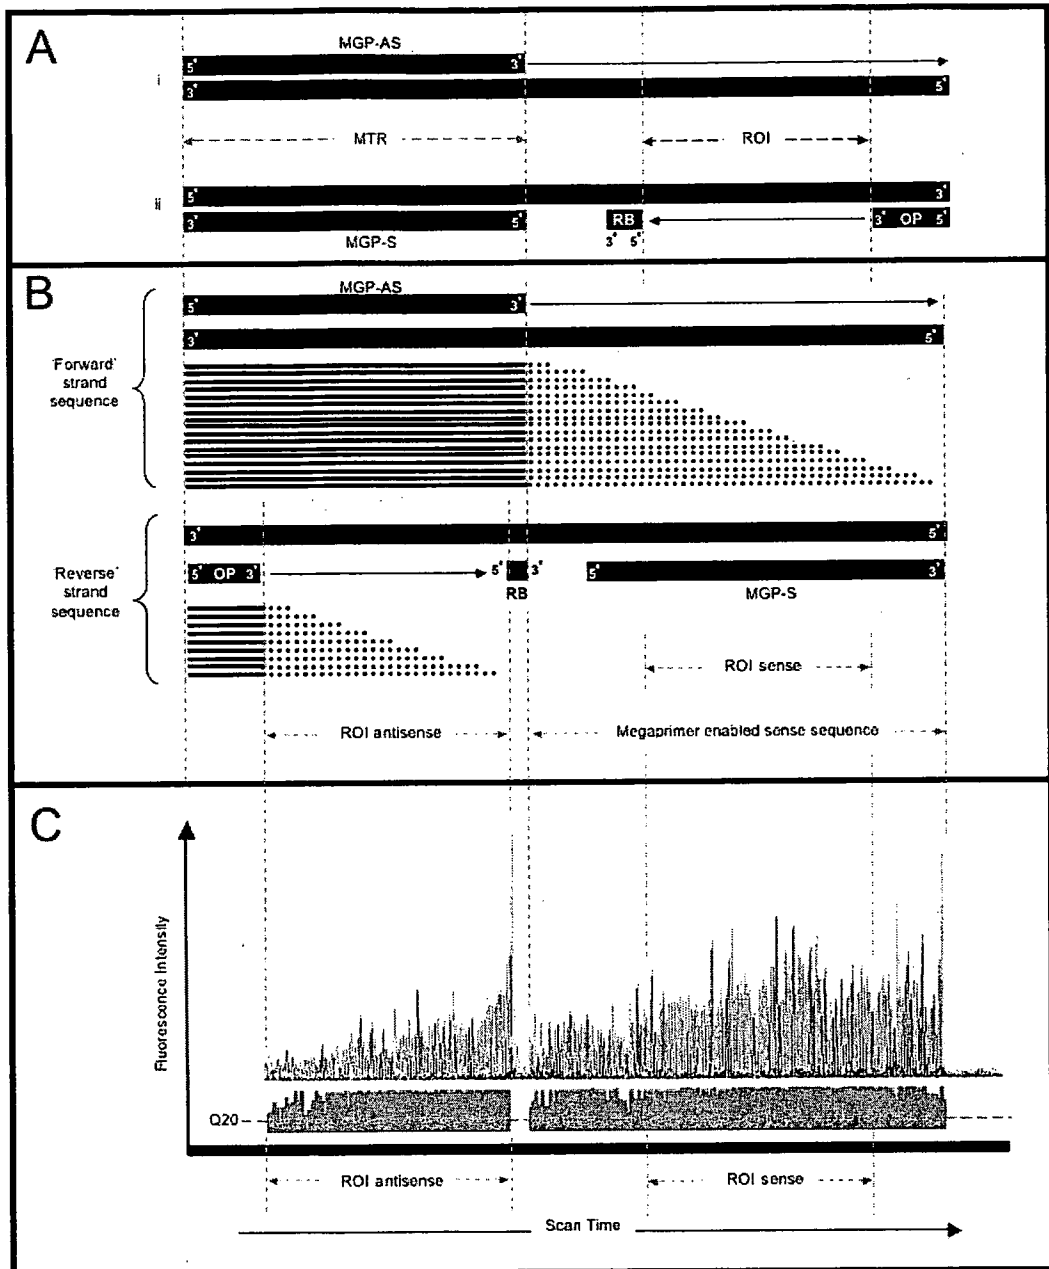 A
MGP-AS
i
5' 3'
3' 5'
MTR ROI
ii
5' 3'
3' 5' RB 3' OP 5'
MGP-S 3' 5'
B
MGP-AS
5' 3'
3' 5'
'Forward'
strand
sequence
3' 5'
'Reverse'
strand
sequence
5' OP 3' 5' 3' 5' 3'
RB MGP-S
ROI sense
ROI antisense Megaprimer enabled sense sequence
C
Fluorescence Intensity
Q20
ROI antisense ROI sense
Scan Time